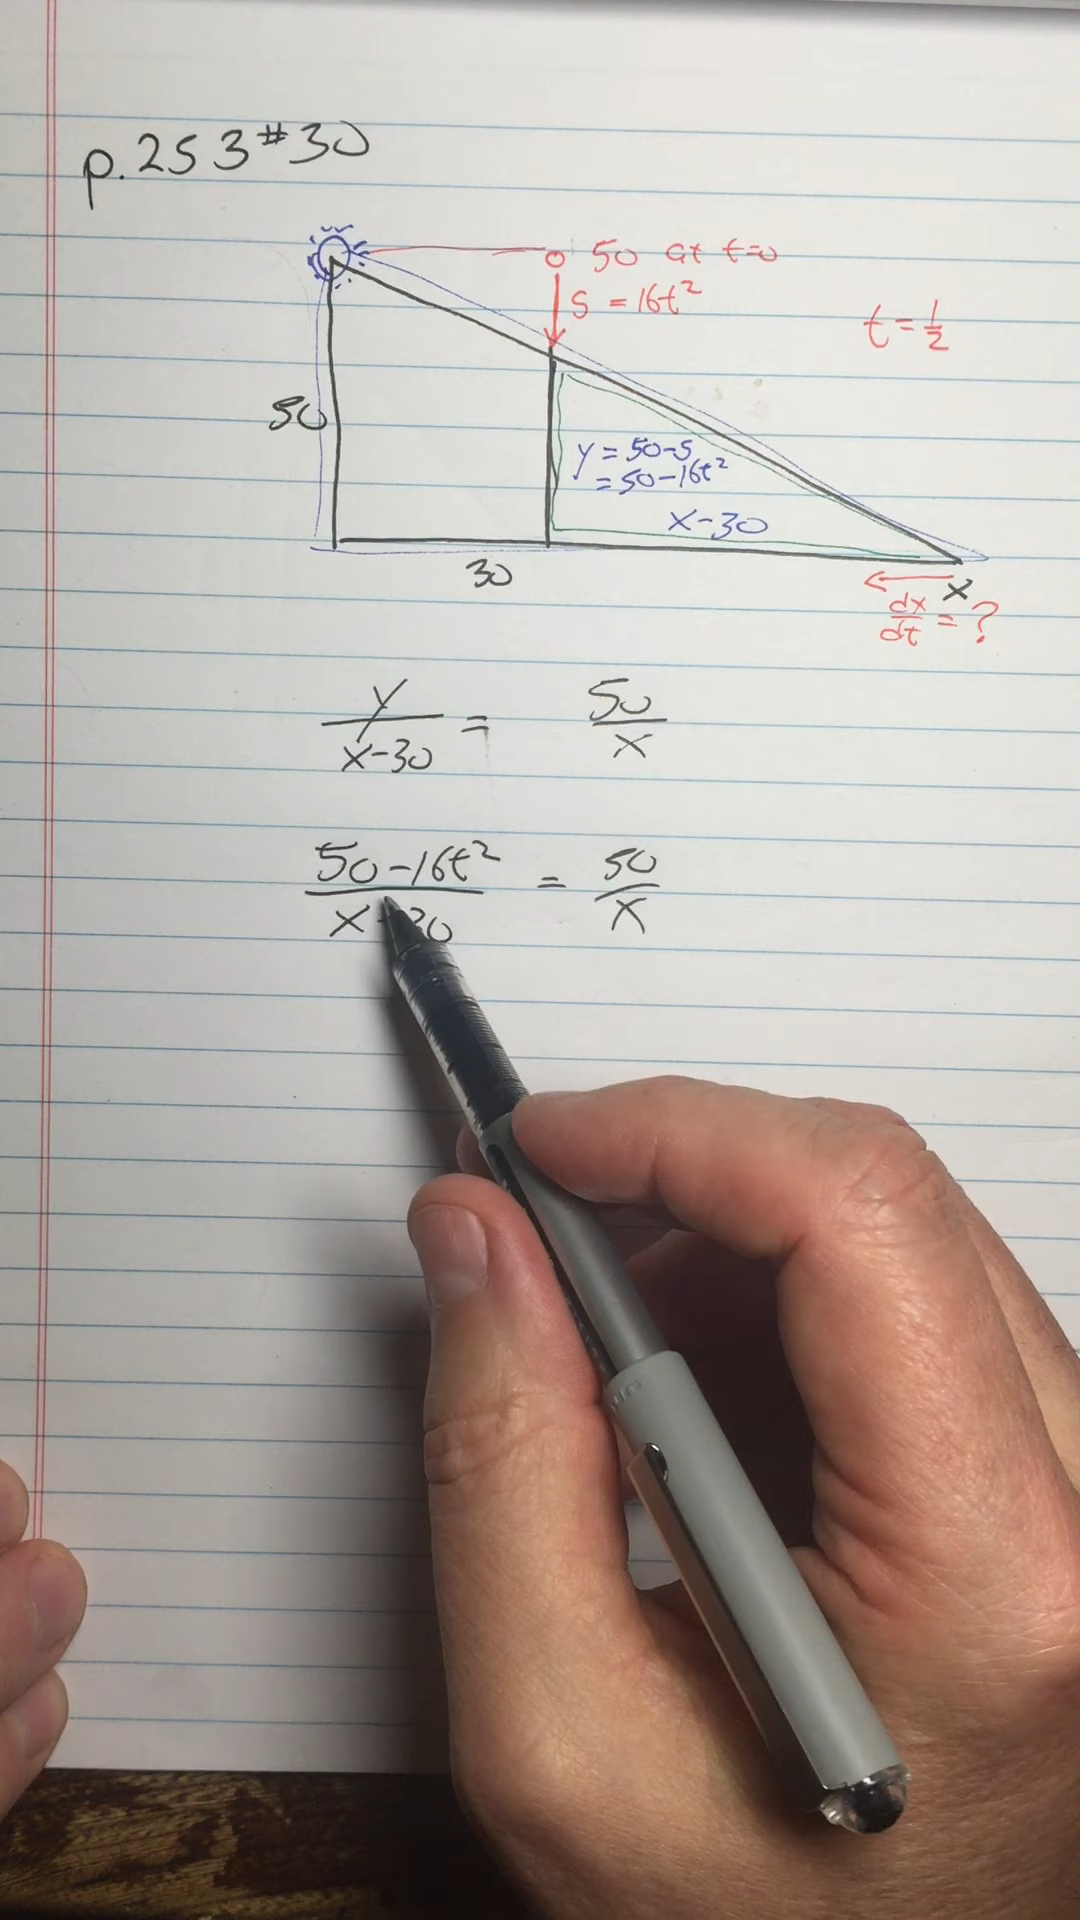 p.253 #30
50 at t=0
S = 16t²
t = 1/2
50
y = 50-S
= 50-16t²
x-30
30
x
dx/dt = ?
y/(x-30) = 50/x
(50-16t²)/(x-30) = 50/x